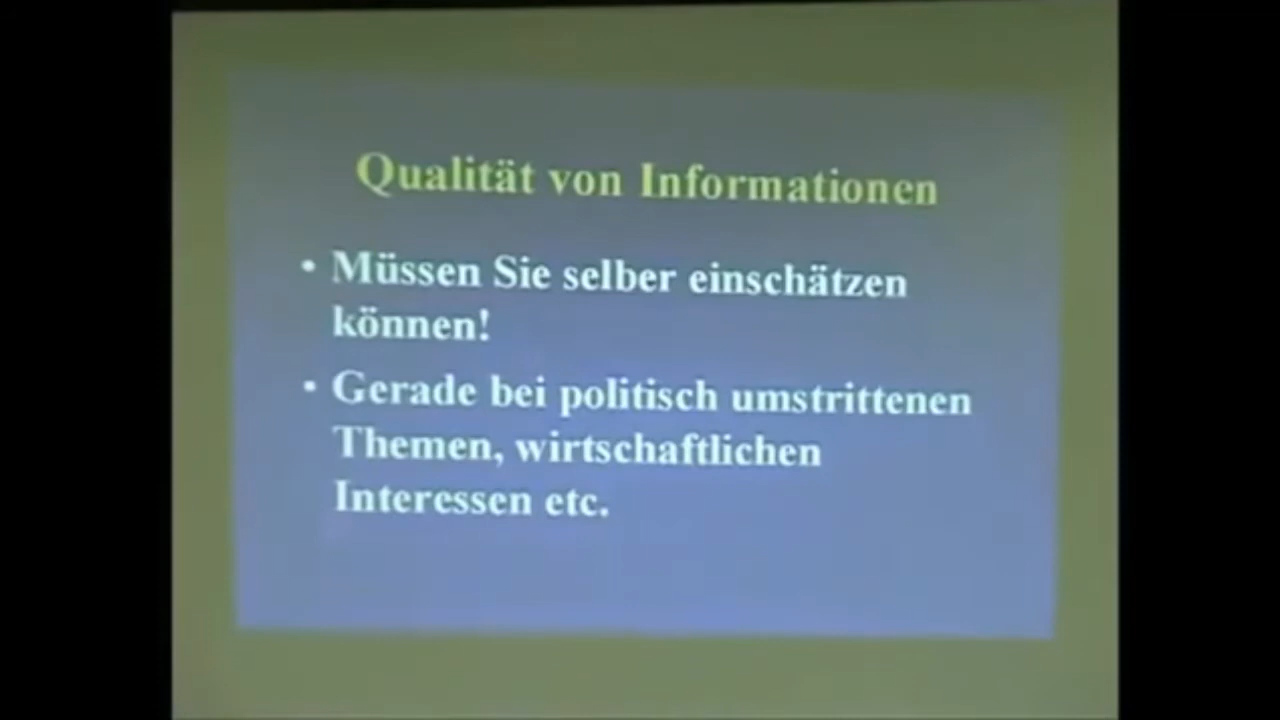 Qualität von Informationen
• Müssen Sie selber einschätzen
können!
• Gerade bei politisch umstrittenen
Themen, wirtschaftlichen
Interessen etc.